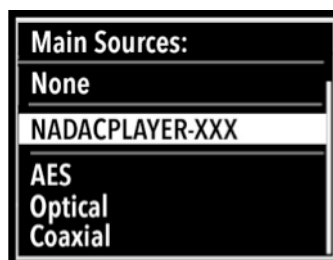 Main Sources:
None
NADACPLAYER-XXX
AES
Optical
Coaxial